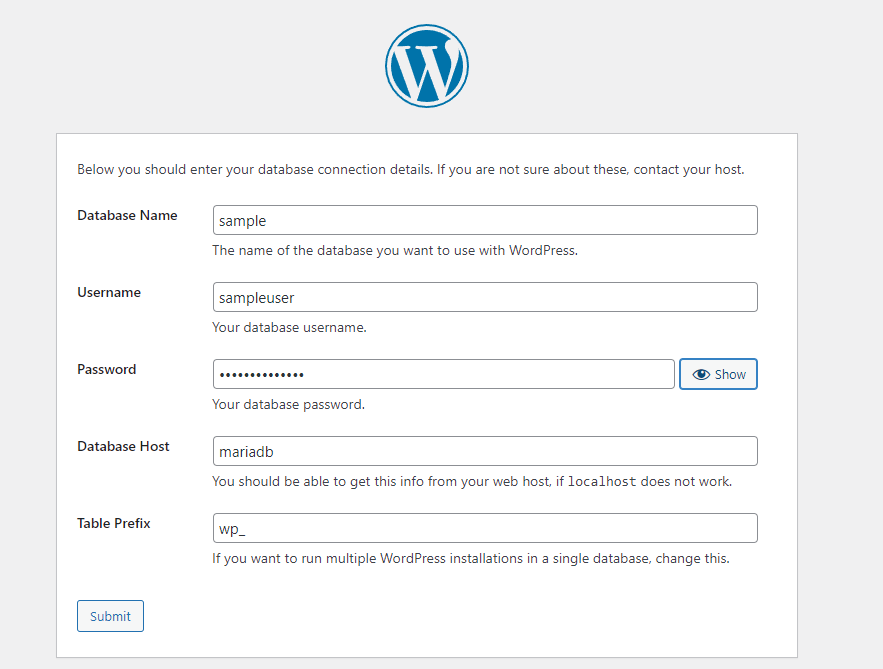 Below you should enter your database connection details. If you are not sure about these, contact your host.
Database Name
sample
The name of the database you want to use with WordPress.
Username
sampleuser
Your database username.
Password
••••••••••••••
Show
Your database password.
Database Host
mariadb
You should be able to get this info from your web host, if localhost does not work.
Table Prefix
wp_
If you want to run multiple WordPress installations in a single database, change this.
Submit